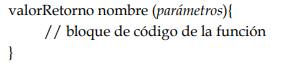 valorRetorno nombre (parámetros){
// bloque de código de la función
}